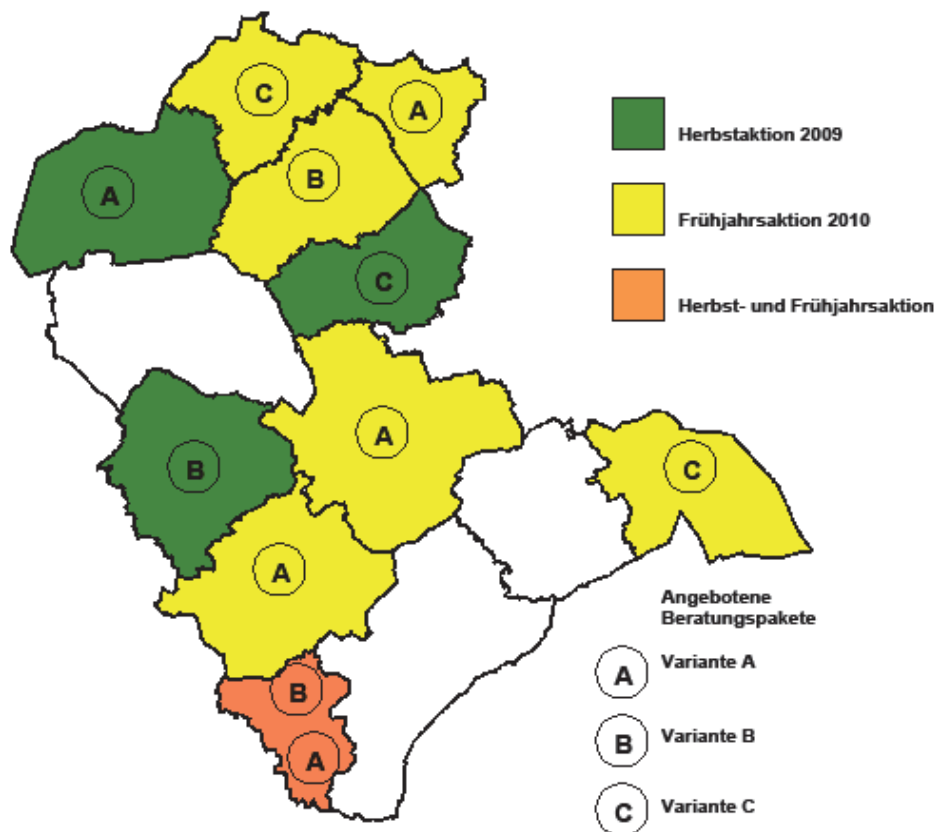 C
A
B
A
C
A
B
C
A
B
A
Herbstaktion 2009
Frühjahrsaktion 2010
Herbst- und Frühjahrsaktion
Angebotene
Beratungspakete
A Variante A
B Variante B
C Variante C